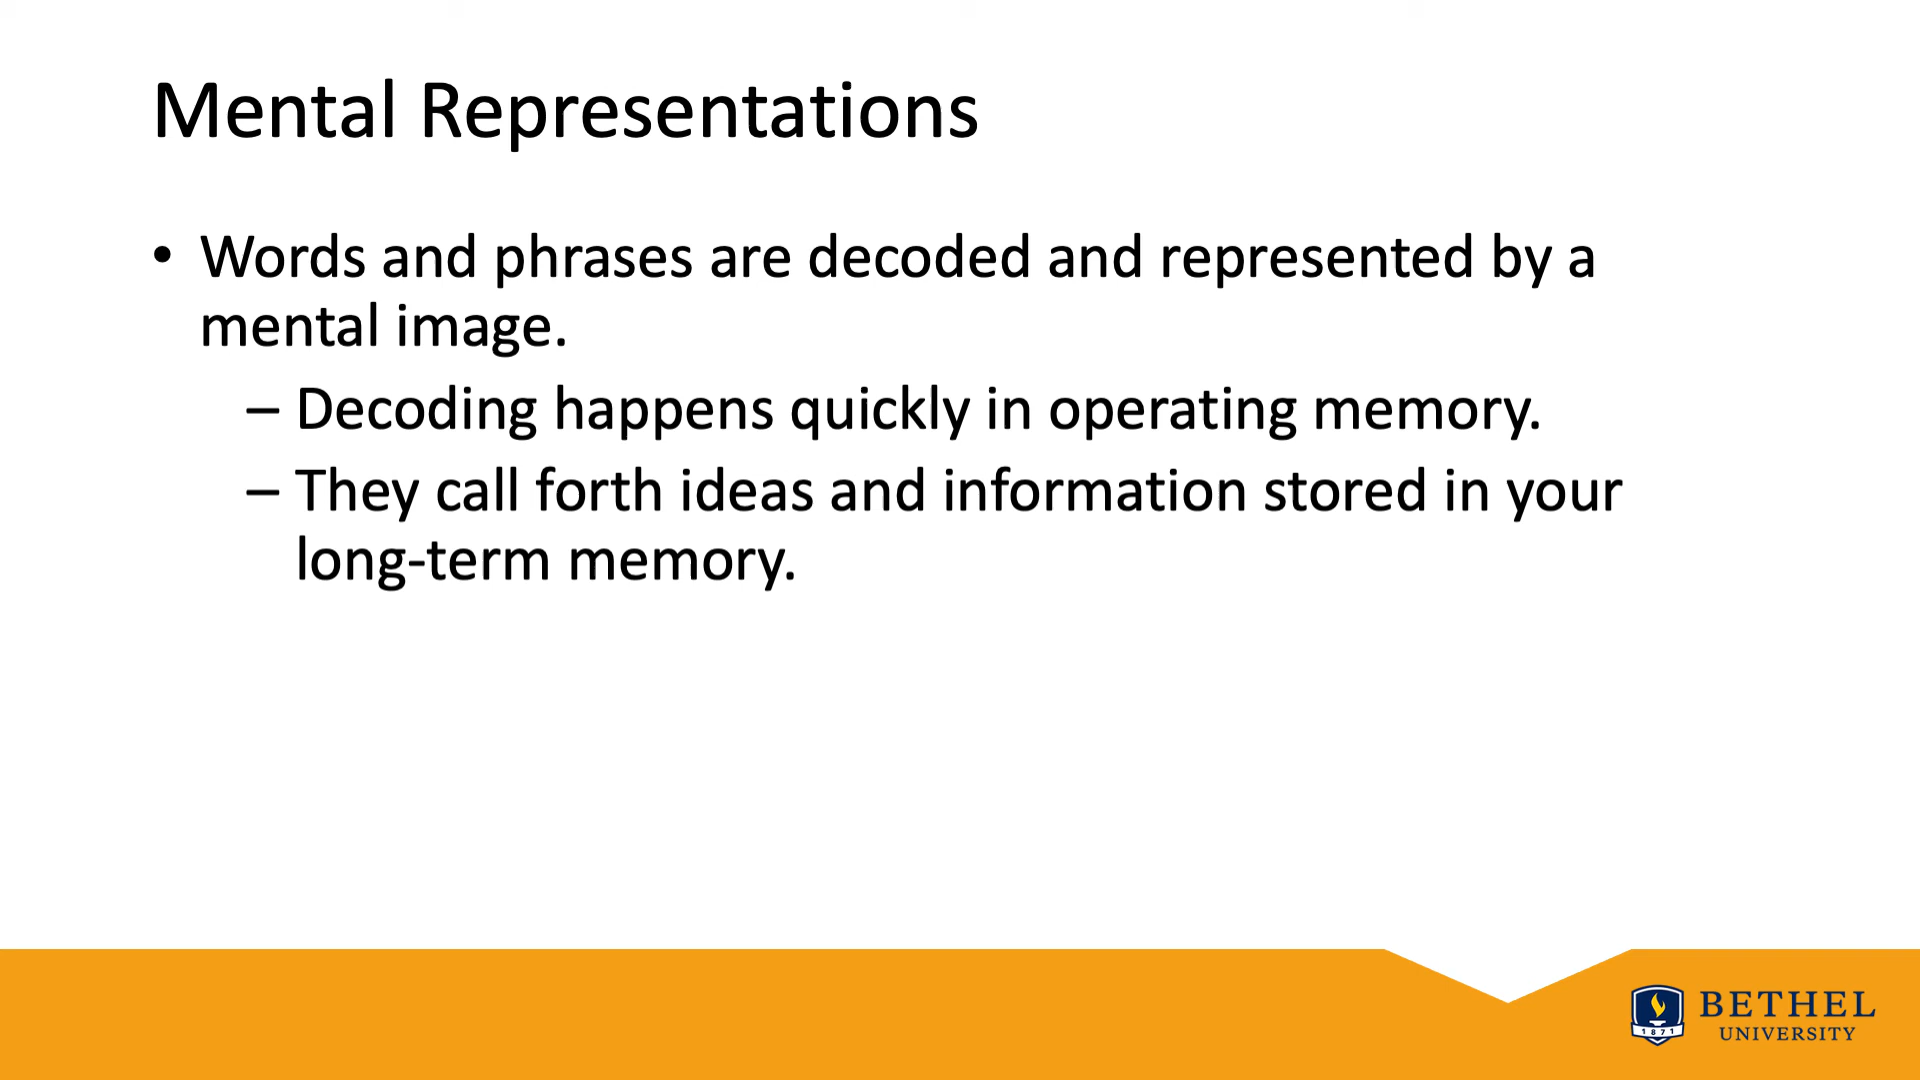 Mental Representations
• Words and phrases are decoded and represented by a
mental image.
– Decoding happens quickly in operating memory.
– They call forth ideas and information stored in your
long-term memory.
1871
BETHEL
UNIVERSITY